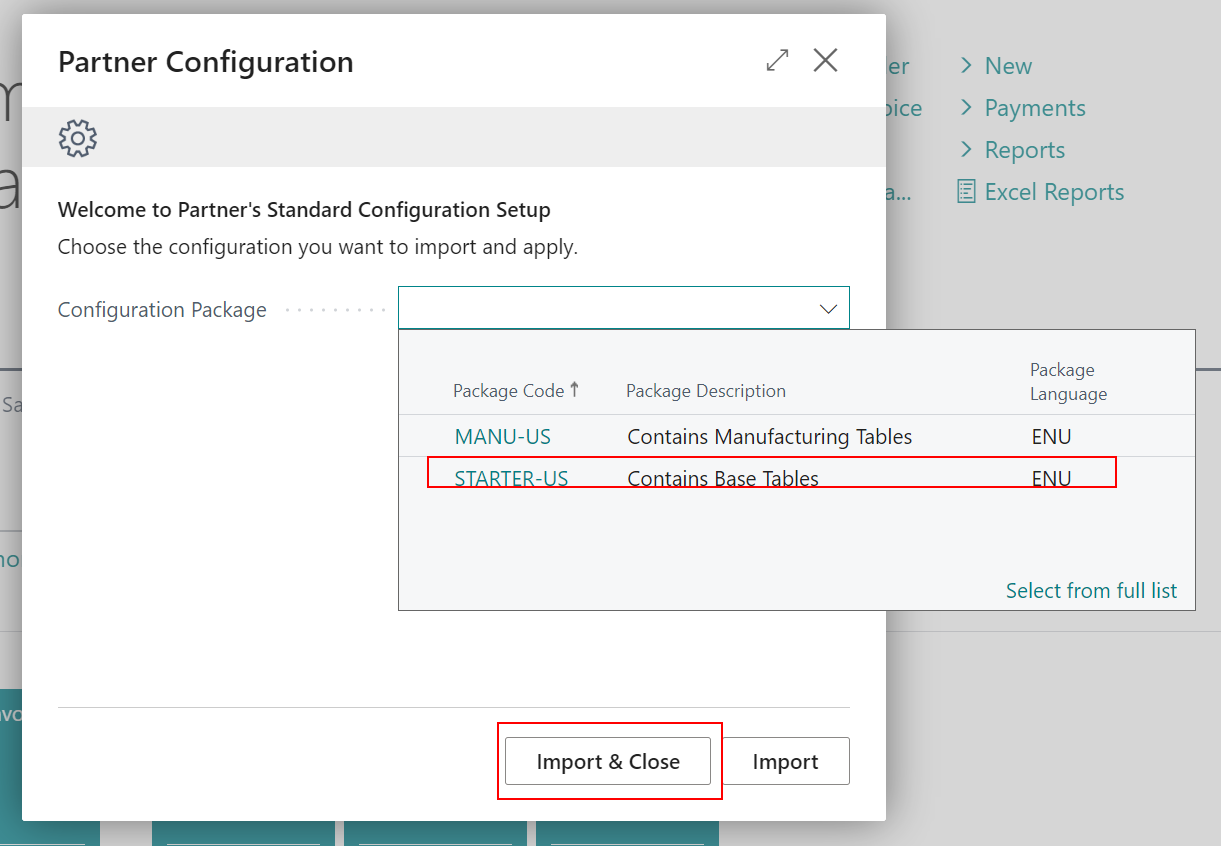 Partner Configuration
Welcome to Partner's Standard Configuration Setup
Choose the configuration you want to import and apply.
Configuration Package
Package Code Package Description Package Language
MANU-US Contains Manufacturing Tables ENU
STARTER-US Contains Base Tables ENU
Select from full list
Import & Close Import
New
Payments
Reports
Excel Reports